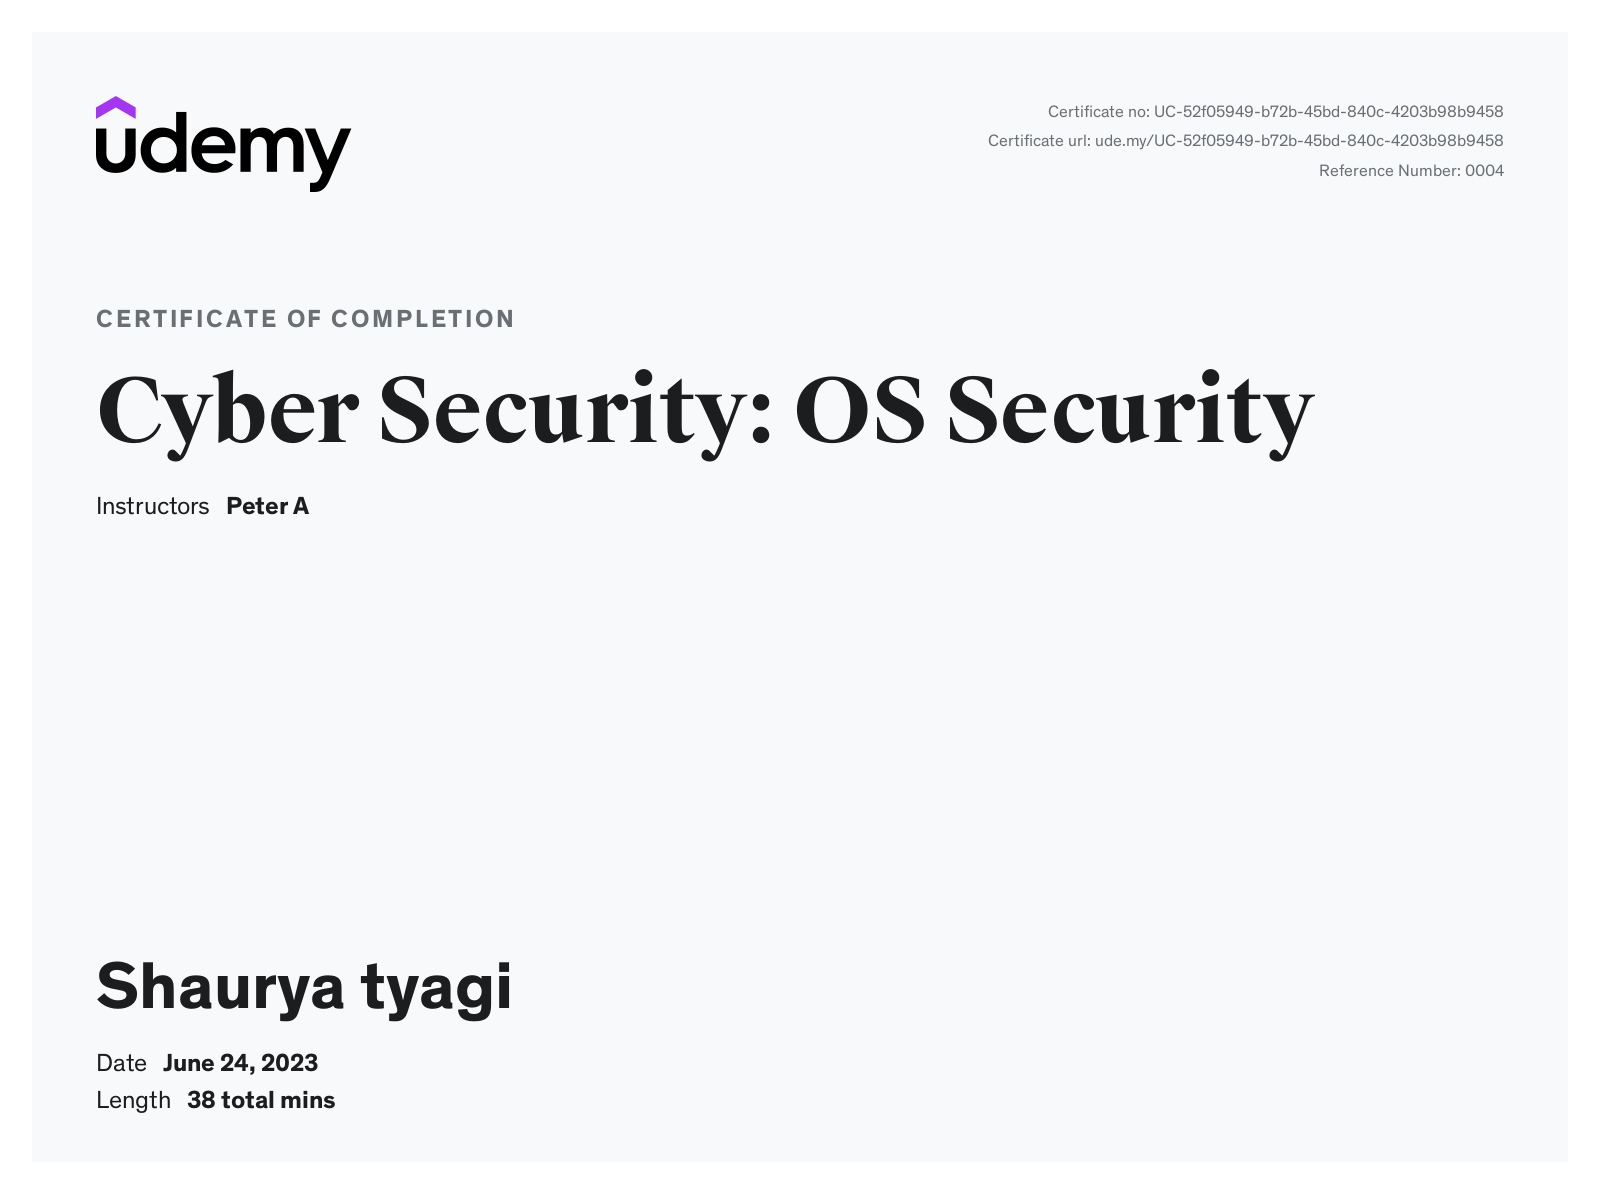 udemy
Certificate no: UC-52f05949-b72b-45bd-840c-4203b98b9458
Certificate url: ude.my/UC-52f05949-b72b-45bd-840c-4203b98b9458
Reference Number: 0004
CERTIFICATE OF COMPLETION
Cyber Security: OS Security
Instructors Peter A
Shaurya tyagi
Date June 24, 2023
Length 38 total mins